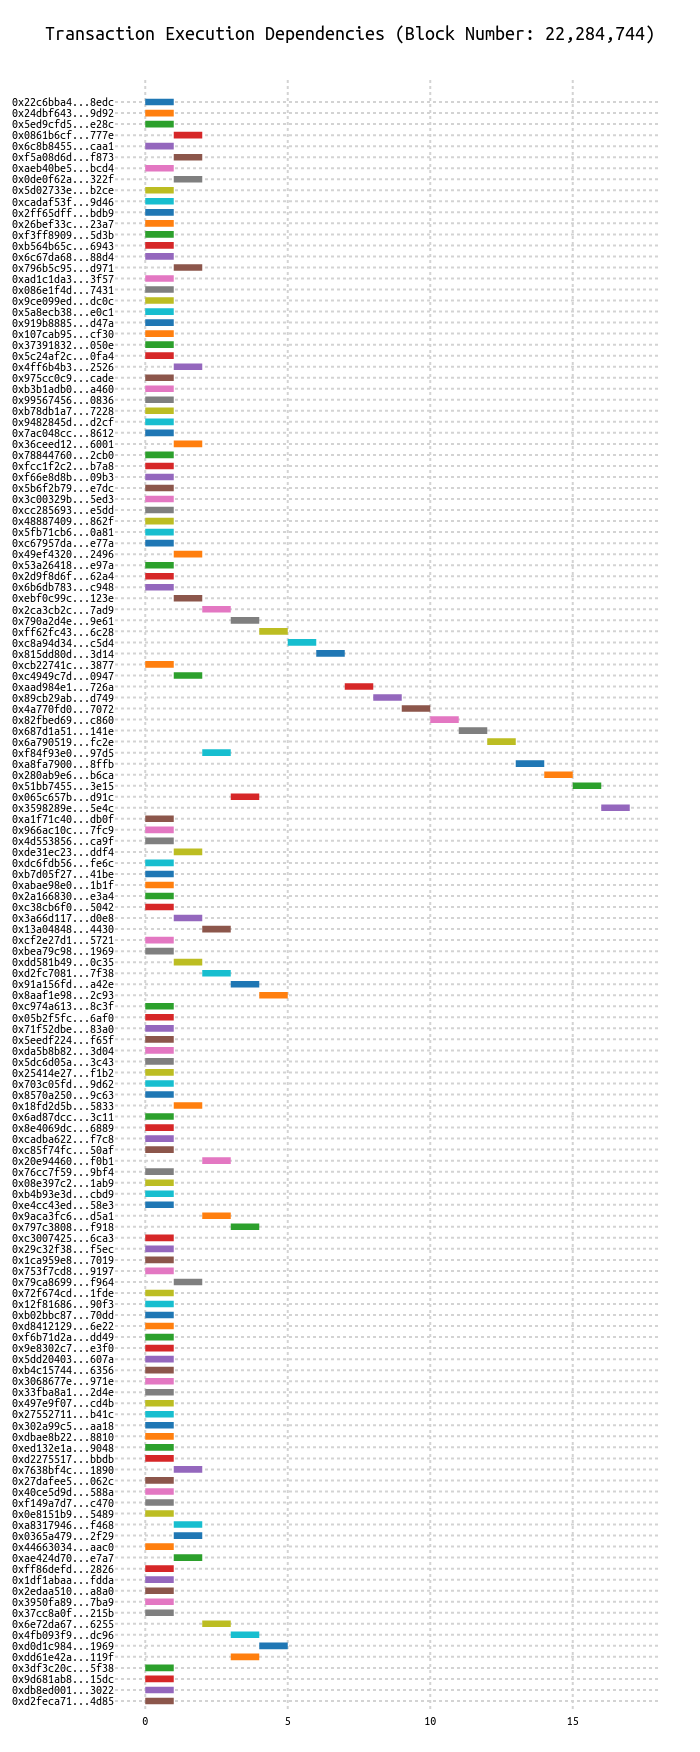 Transaction Execution Dependencies (Block Number: 22,284,744)
0x22c6bba4...8edc
0x24dbf643...9d92
0x5ed9cfd5...e28c
0x0861b6cf...777e
0x6c8b8455...caa1
0xf5a08d6d...f873
0xaeb40be5...bcd4
0x0de0f62a...322f
0x5d02733e...b2ce
0xcadaf53f...9d46
0x2ff65dff...bdb9
0x26bef33c...23a7
0xf3ff8909...5d3b
0xb564b65c...6943
0x6c67da68...88d4
0x796b5c95...d971
0xad1c1da3...3f57
0x086e1f4d...7431
0x9ce099ed...dc0c
0x5a8ecb38...e0c1
0x919b8885...d47a
0x107cab95...cf30
0x37391832...050e
0x5c24af2c...0fa4
0x4ff6b4b3...2526
0x975cc0c9...cade
0xb3b1adb0...a460
0x99567456...0836
0xb78db1a7...7228
0x9482845d...d2cf
0x7ac048cc...8612
0x36ceed12...6001
0x78844760...2cb0
0xfcc1f2c2...b7a8
0xf66e8d8b...09b3
0x5b6f2b79...e7dc
0x3c00329b...5ed3
0xcc285693...e5dd
0x48887409...862f
0x5fb71cb6...0a81
0xc67957da...e77a
0x49ef4320...2496
0x53a26418...e97a
0x2d9f8d6f...62a4
0x6b6db783...c948
0xebf0c99c...123e
0x2ca3cb2c...7ad9
0x790a2d4e...9e61
0xff62fc43...6c28
0xc8a94d34...c5d4
0x815dd80d...3d14
0xcb22741c...3877
0xc4949c7d...0947
0xaad984e1...726a
0x89cb29ab...d749
0x4a770fd0...7072
0x82fbed69...c860
0x687d1a51...141e
0x6a790519...fc2e
0xf84f93e0...97d5
0xa8fa7900...8ffb
0x280ab9e6...b6ca
0x51bb7455...3e15
0x065c657b...d91c
0x3598289e...5e4c
0xa1f71c40...db0f
0x966ac10c...7fc9
0x4d553856...ca9f
0xde31ec23...ddf4
0xdc6fdb56...fe6c
0xb7d05f27...41be
0xabae98e0...1b1f
0x2a166830...e3a4
0xc38cb6f0...5042
0x3a66d117...d0e8
0x13a04848...4430
0xcf2e27d1...5721
0xbea79c98...1969
0xdd581b49...0c35
0xd2fc7081...7f38
0x91a156fd...a42e
0x8aaf1e98...2c93
0xc974a613...8c3f
0x05b2f5fc...6af0
0x71f52dbe...83a0
0x5eedf224...f65f
0xda5b8b82...3d04
0x5dc6d05a...3c43
0x25414e27...f1b2
0x703c05fd...9d62
0x8570a250...9c63
0x18fd2d5b...5833
0x6ad87dcc...3c11
0x8e4069dc...6889
0xcadba622...f7c8
0xc85f74fc...50af
0x20e94460...f0b1
0x76cc7f59...9bf4
0x08e397c2...1ab9
0xb4b93e3d...cbd9
0xe4cc43ed...58e3
0x9aca3fc6...d5a1
0x797c3808...f918
0xc3007425...6ca3
0x29c32f38...f5ec
0x1ca959e8...7019
0x753f7cd8...9197
0x79ca8699...f964
0x72f674cd...1fde
0x12f81686...90f3
0xb02bbc87...70dd
0xd8412129...6e22
0xf6b71d2a...dd49
0x9e8302c7...e3f0
0x5dd20403...607a
0xb4c15744...6356
0x3068677e...971e
0x33fba8a1...2d4e
0x497e9f07...cd4b
0x27552711...b41c
0x302a99c5...aa18
0xdbae8b22...8810
0xed132e1a...9048
0xd2275517...bbdb
0x7638bf4c...1890
0x27dafee5...062c
0x40ce5d9d...588a
0xf149a7d7...c470
0x0e8151b9...5489
0xa8317946...f468
0x0365a479...2f29
0x44663034...aac0
0xae424d70...e7a7
0xff86defd...2826
0x1df1abaa...fdda
0x2edaa510...a8a0
0x3950fa89...7ba9
0x37cc8a0f...215b
0x6e72da67...6255
0x4fb093f9...dc96
0xd0d1c984...1969
0xdd61e42a...119f
0x3df3c20c...5f38
0x9d681ab8...15dc
0xdb8ed001...3022
0xd2feca71...4d85
0 5 10 15